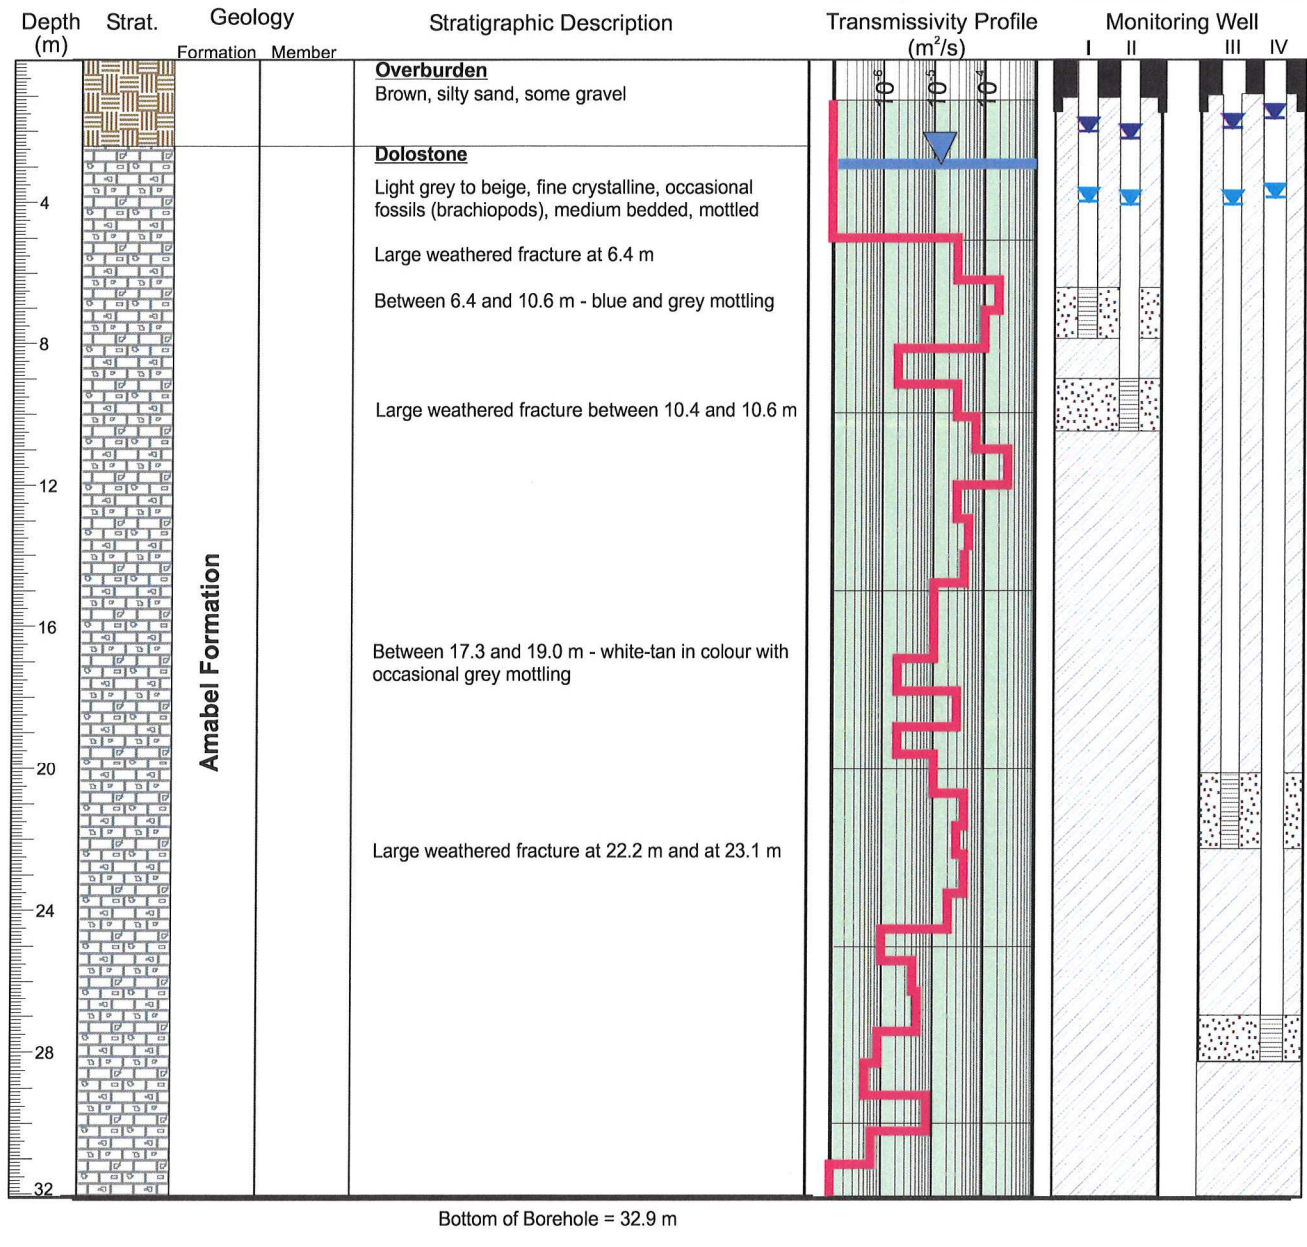 Depth
(m)
Strat.
Geology
Formation
Member
Stratigraphic Description
Transmissivity Profile
(m²/s)
Monitoring Well
I
II
III
IV
10⁻⁶
10⁻⁵
10⁻⁴
Overburden
Brown, silty sand, some gravel
Dolostone
Light grey to beige, fine crystalline, occasional
fossils (brachiopods), medium bedded, mottled
4
Large weathered fracture at 6.4 m
Between 6.4 and 10.6 m - blue and grey mottling
8
Large weathered fracture between 10.4 and 10.6 m
12
Amabel Formation
16
Between 17.3 and 19.0 m - white-tan in colour with
occasional grey mottling
20
Large weathered fracture at 22.2 m and at 23.1 m
24
28
32
Bottom of Borehole = 32.9 m